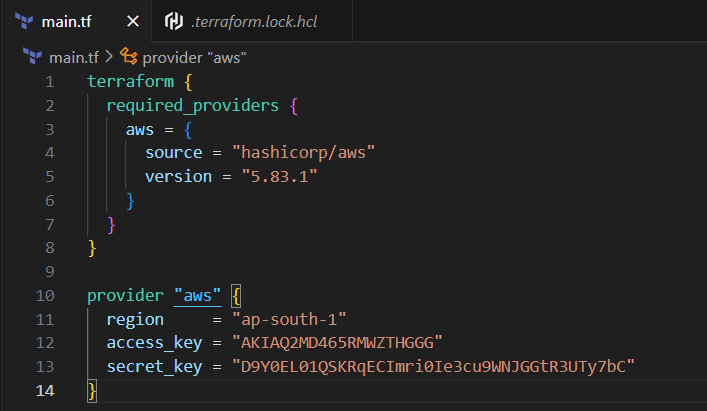 main.tf
.terraform.lock.hcl
main.tf > provider "aws"
1 terraform {
2 required_providers {
3 aws = {
4 source = "hashicorp/aws"
5 version = "5.83.1"
6 }
7 }
8 }
9
10 provider "aws" {
11 region = "ap-south-1"
12 access_key = "AKIAQ2MD465RMWZTHGGG"
13 secret_key = "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"
14 }